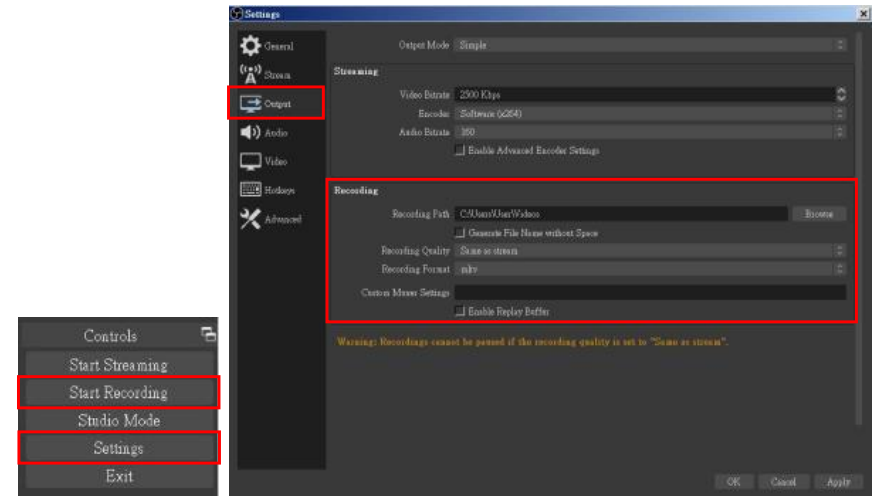 Settings
General
Stream
Output
Audio
Video
Hotkeys
Advanced
Output Mode Simple
Streaming
Video Bitrate 2500 Kbps
Encoder Software (x264)
Audio Bitrate 160
Enable Advanced Encoder Settings
Recording
Recording Path C:\Users\User\Videos Browse
Generate File Name without Space
Recording Quality Same as stream
Recording Format mkv
Custom Muxer Settings
Enable Replay Buffer
Warning: Recordings cannot be paused if the recording quality is set to "Same as stream".
OK Cancel Apply
Controls
Start Streaming
Start Recording
Studio Mode
Settings
Exit